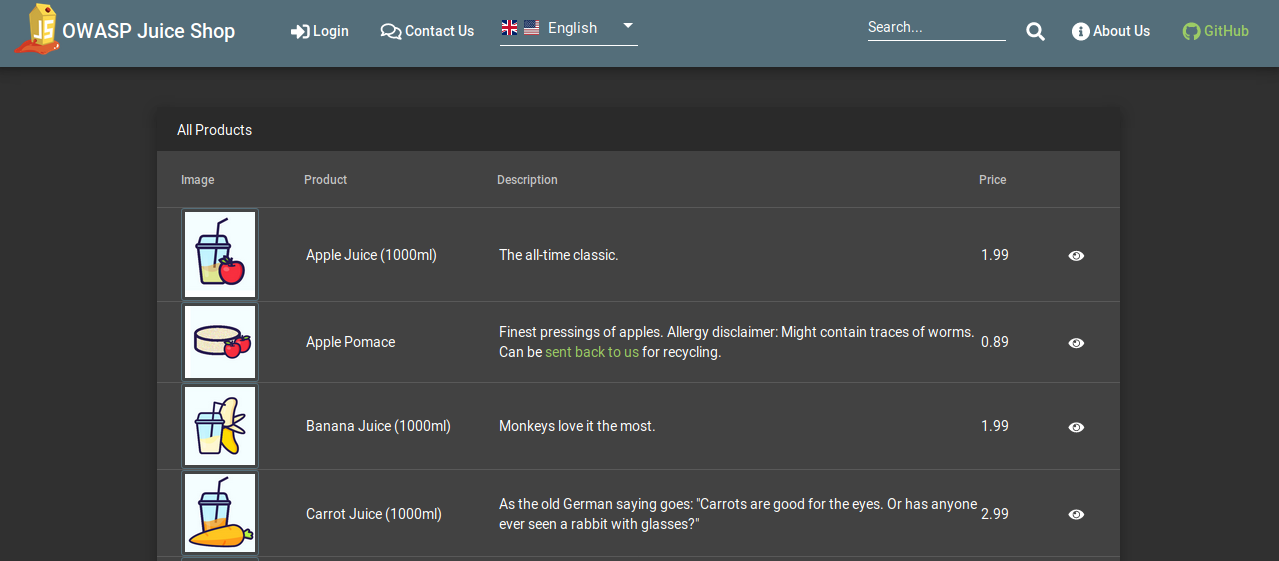 JS OWASP Juice Shop Login Contact Us English Search... About Us GitHub
All Products
Image Product Description Price
Apple Juice (1000ml) The all-time classic. 1.99
Apple Pomace Finest pressings of apples. Allergy disclaimer: Might contain traces of worms. 0.89
Can be sent back to us for recycling.
Banana Juice (1000ml) Monkeys love it the most. 1.99
Carrot Juice (1000ml) As the old German saying goes: "Carrots are good for the eyes. Or has anyone 2.99
ever seen a rabbit with glasses?"